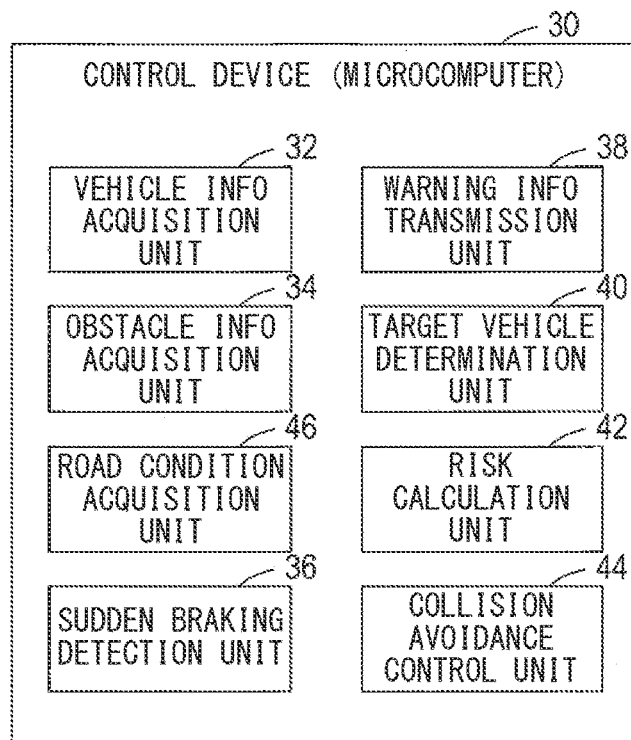 30
CONTROL DEVICE (MICROCOMPUTER)
32
VEHICLE INFO
ACQUISITION
UNIT
38
WARNING INFO
TRANSMISSION
UNIT
34
OBSTACLE INFO
ACQUISITION
UNIT
40
TARGET VEHICLE
DETERMINATION
UNIT
46
ROAD CONDITION
ACQUISITION
UNIT
42
RISK
CALCULATION
UNIT
36
SUDDEN BRAKING
DETECTION UNIT
44
COLLISION
AVOIDANCE
CONTROL UNIT